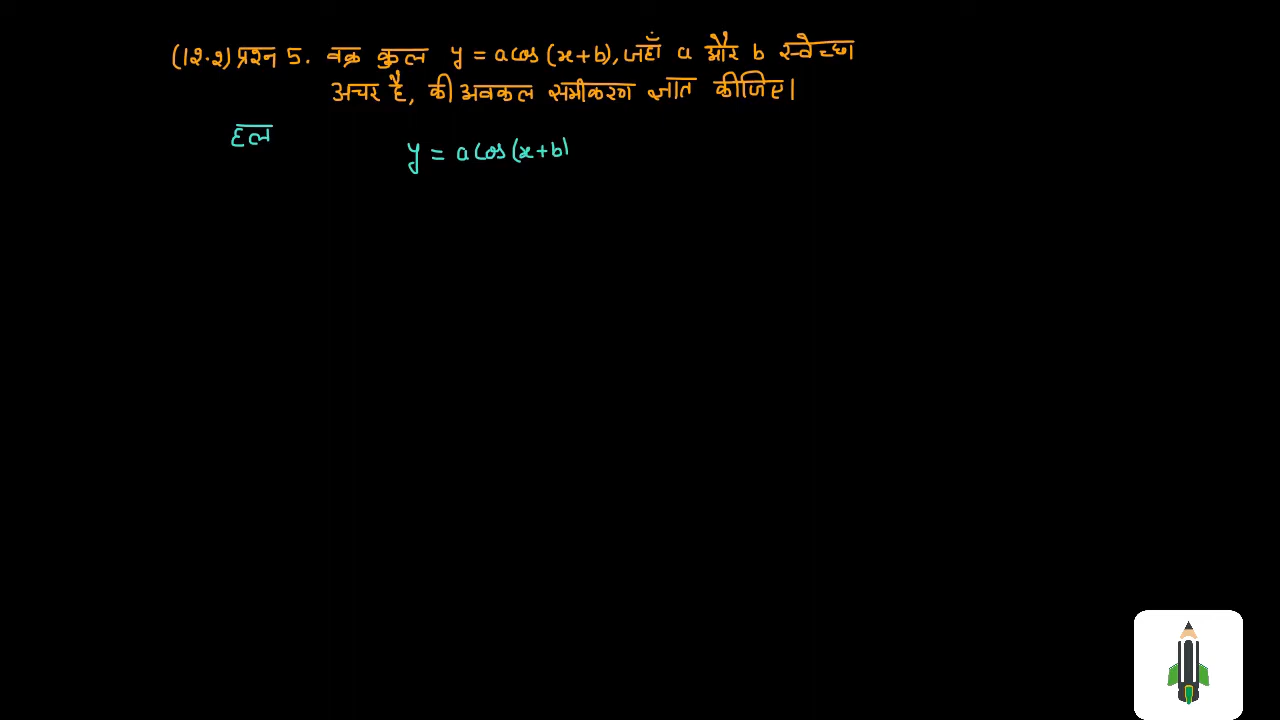 (12.2) प्रश्न 5. वक्र कुल y = a cos (x+b), जहाँ a और b स्वेच्छा
अचर है, की अवकल समीकरण ज्ञात कीजिए।
हल
y = a cos (x+b)